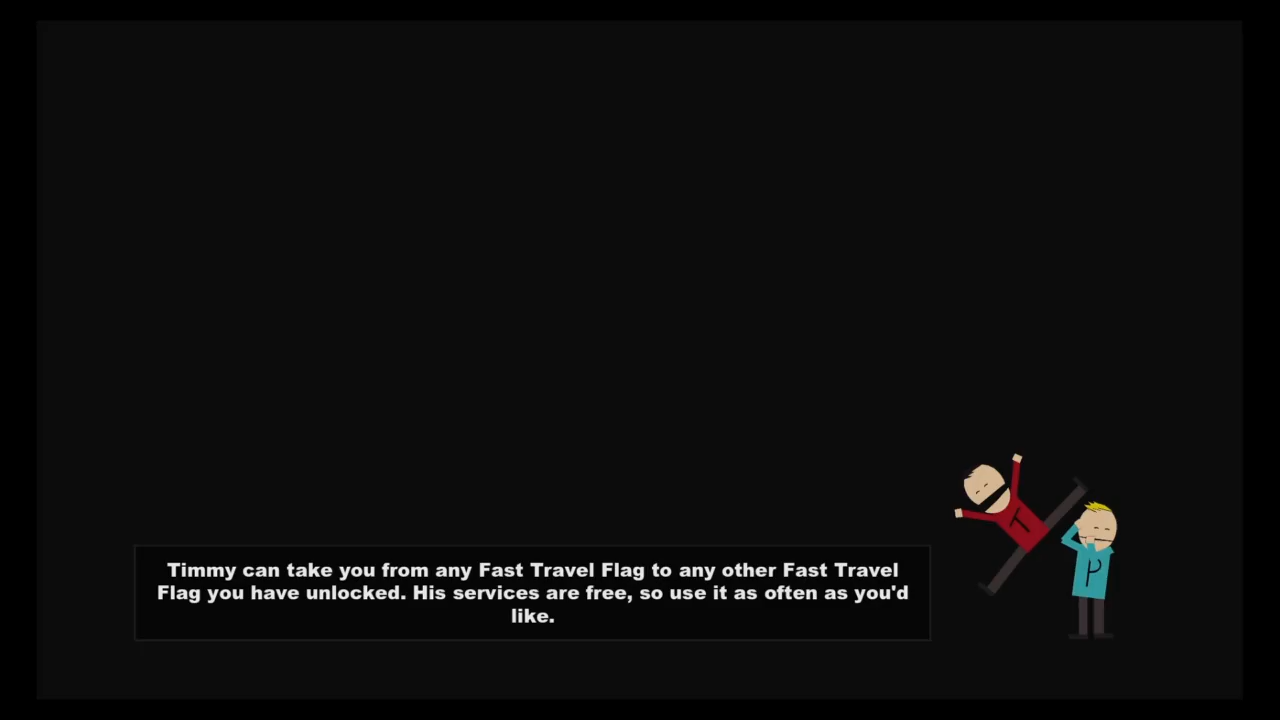 Timmy can take you from any Fast Travel Flag to any other Fast Travel
Flag you have unlocked. His services are free, so use it as often as you'd
like.
T
P